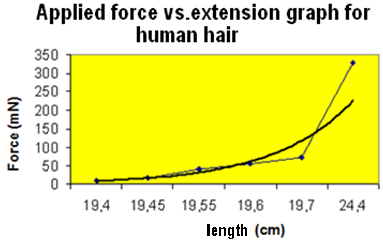 Applied force vs.extension graph for
human hair
Force (mN)
350
300
250
200
150
100
50
0
19,4 19,45 19,55 19,6 19,7 24,4
length (cm)